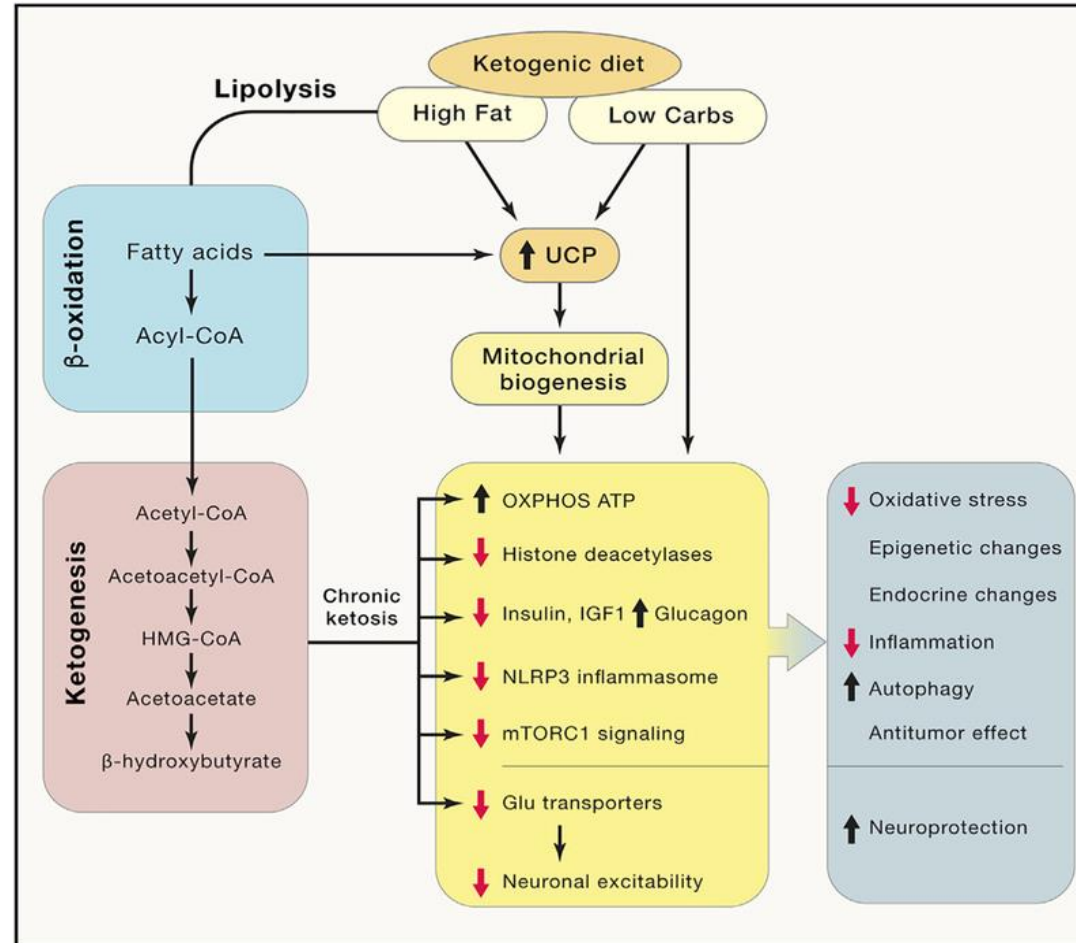 Ketogenic diet
Lipolysis
High Fat
Low Carbs
β-oxidation
Fatty acids
Acyl-CoA
UCP
Mitochondrial
biogenesis
Ketogenesis
Acetyl-CoA
Acetoacetyl-CoA
HMG-CoA
Acetoacetate
β-hydroxybutyrate
Chronic
ketosis
OXPHOS ATP
Histone deacetylases
Insulin, IGF1 Glucagon
NLRP3 inflammasome
mTORC1 signaling
Glu transporters
Neuronal excitability
Oxidative stress
Epigenetic changes
Endocrine changes
Inflammation
Autophagy
Antitumor effect
Neuroprotection